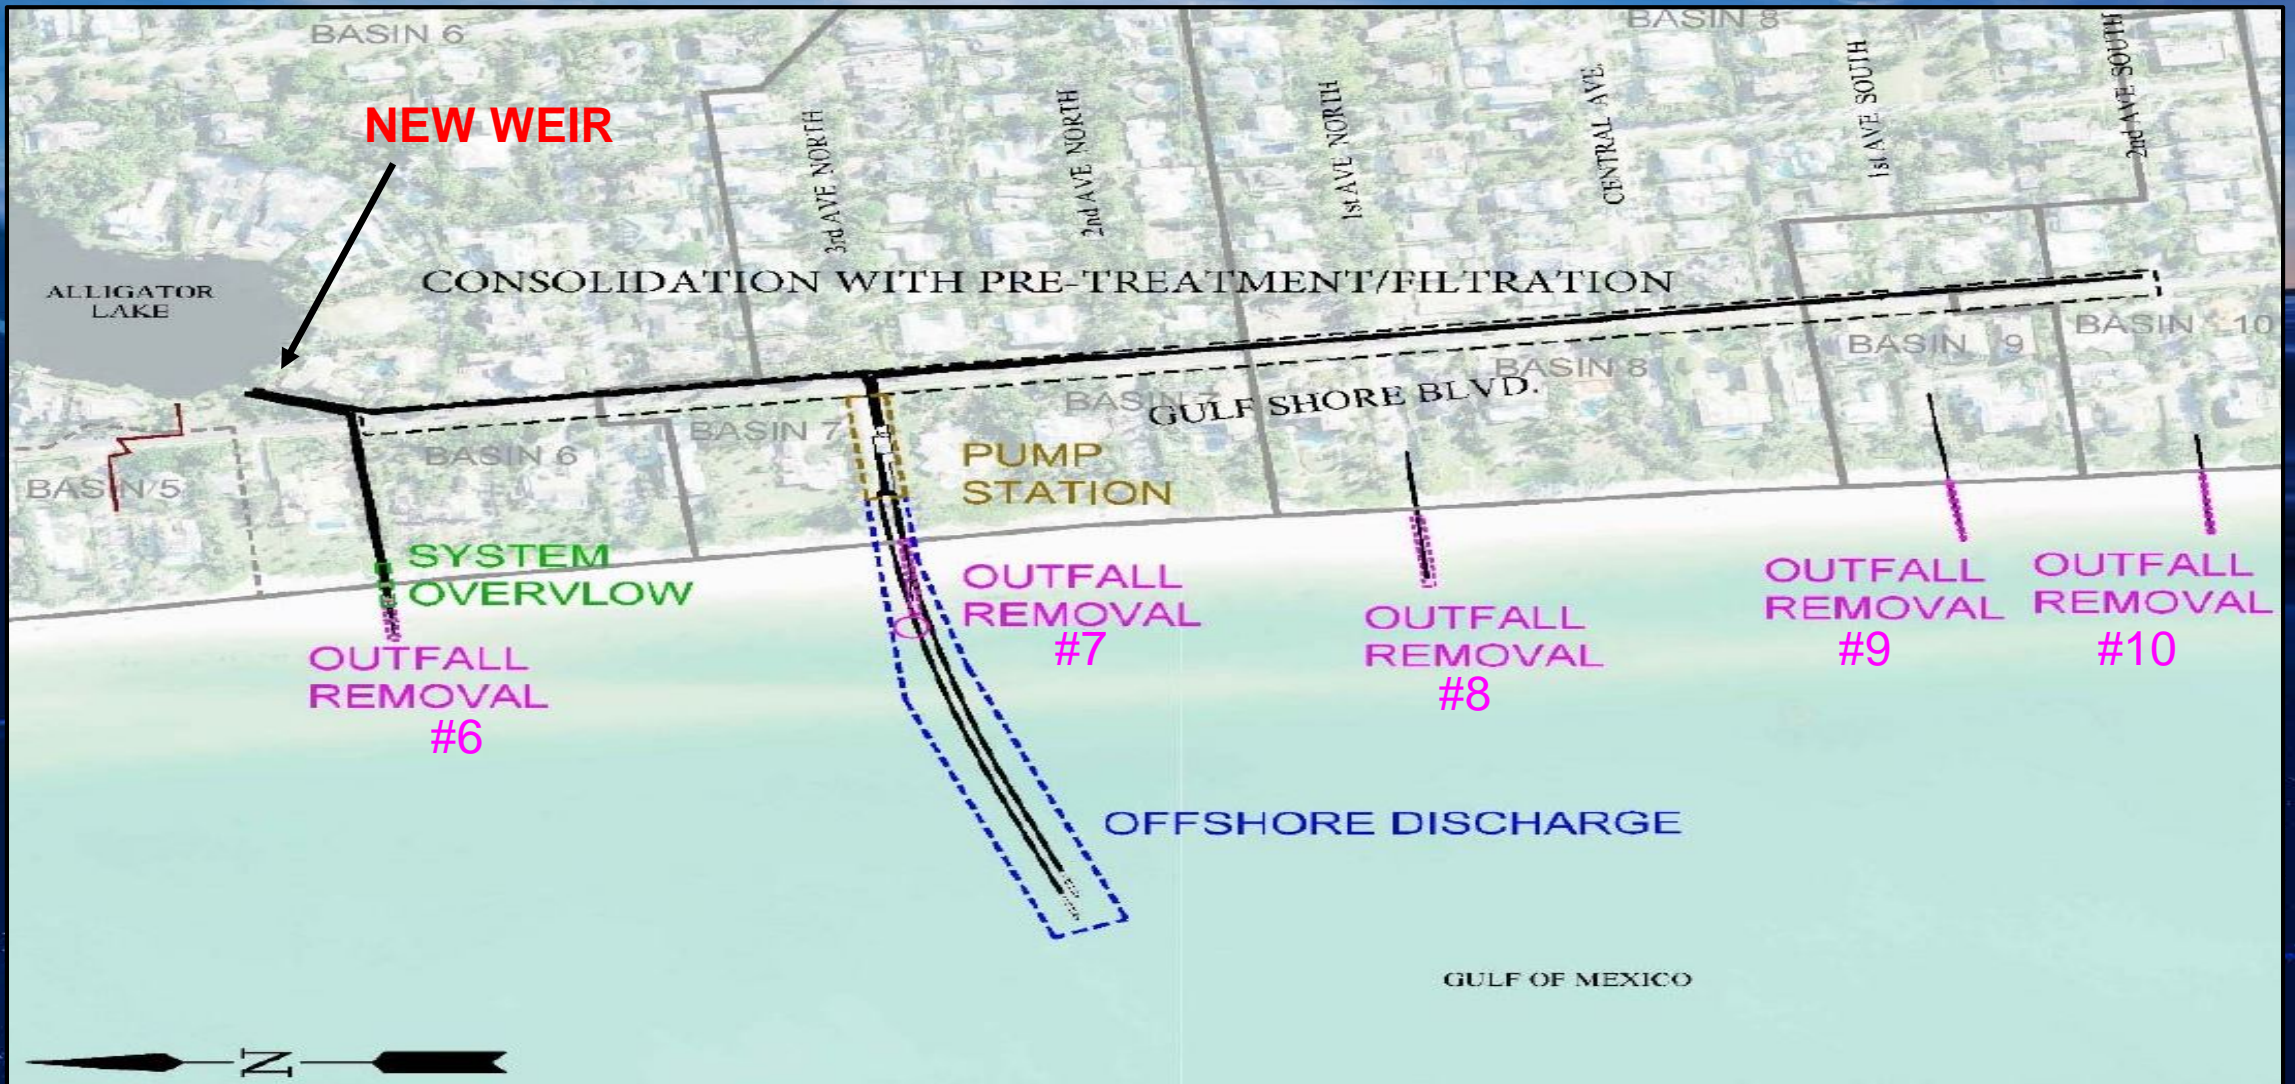 BASIN 6
BASIN 8
NEW WEIR
3rd AVE NORTH
2nd AVE NORTH
1st AVE NORTH
CENTRAL AVE.
1st AVE SOUTH
2nd AVE SOUTH
ALLIGATOR
LAKE
CONSOLIDATION WITH PRE-TREATMENT/FILTRATION
BASIN 5
BASIN 6
BASIN 7
BASIN
GULF SHORE BLVD.
BASIN 8
BASIN 9
BASIN 10
PUMP
STATION
SYSTEM
OVERVLOW
OUTFALL
REMOVAL
#6
OUTFALL
REMOVAL
#7
OUTFALL
REMOVAL
#8
OUTFALL
REMOVAL
#9
OUTFALL
REMOVAL
#10
OFFSHORE DISCHARGE
GULF OF MEXICO
N